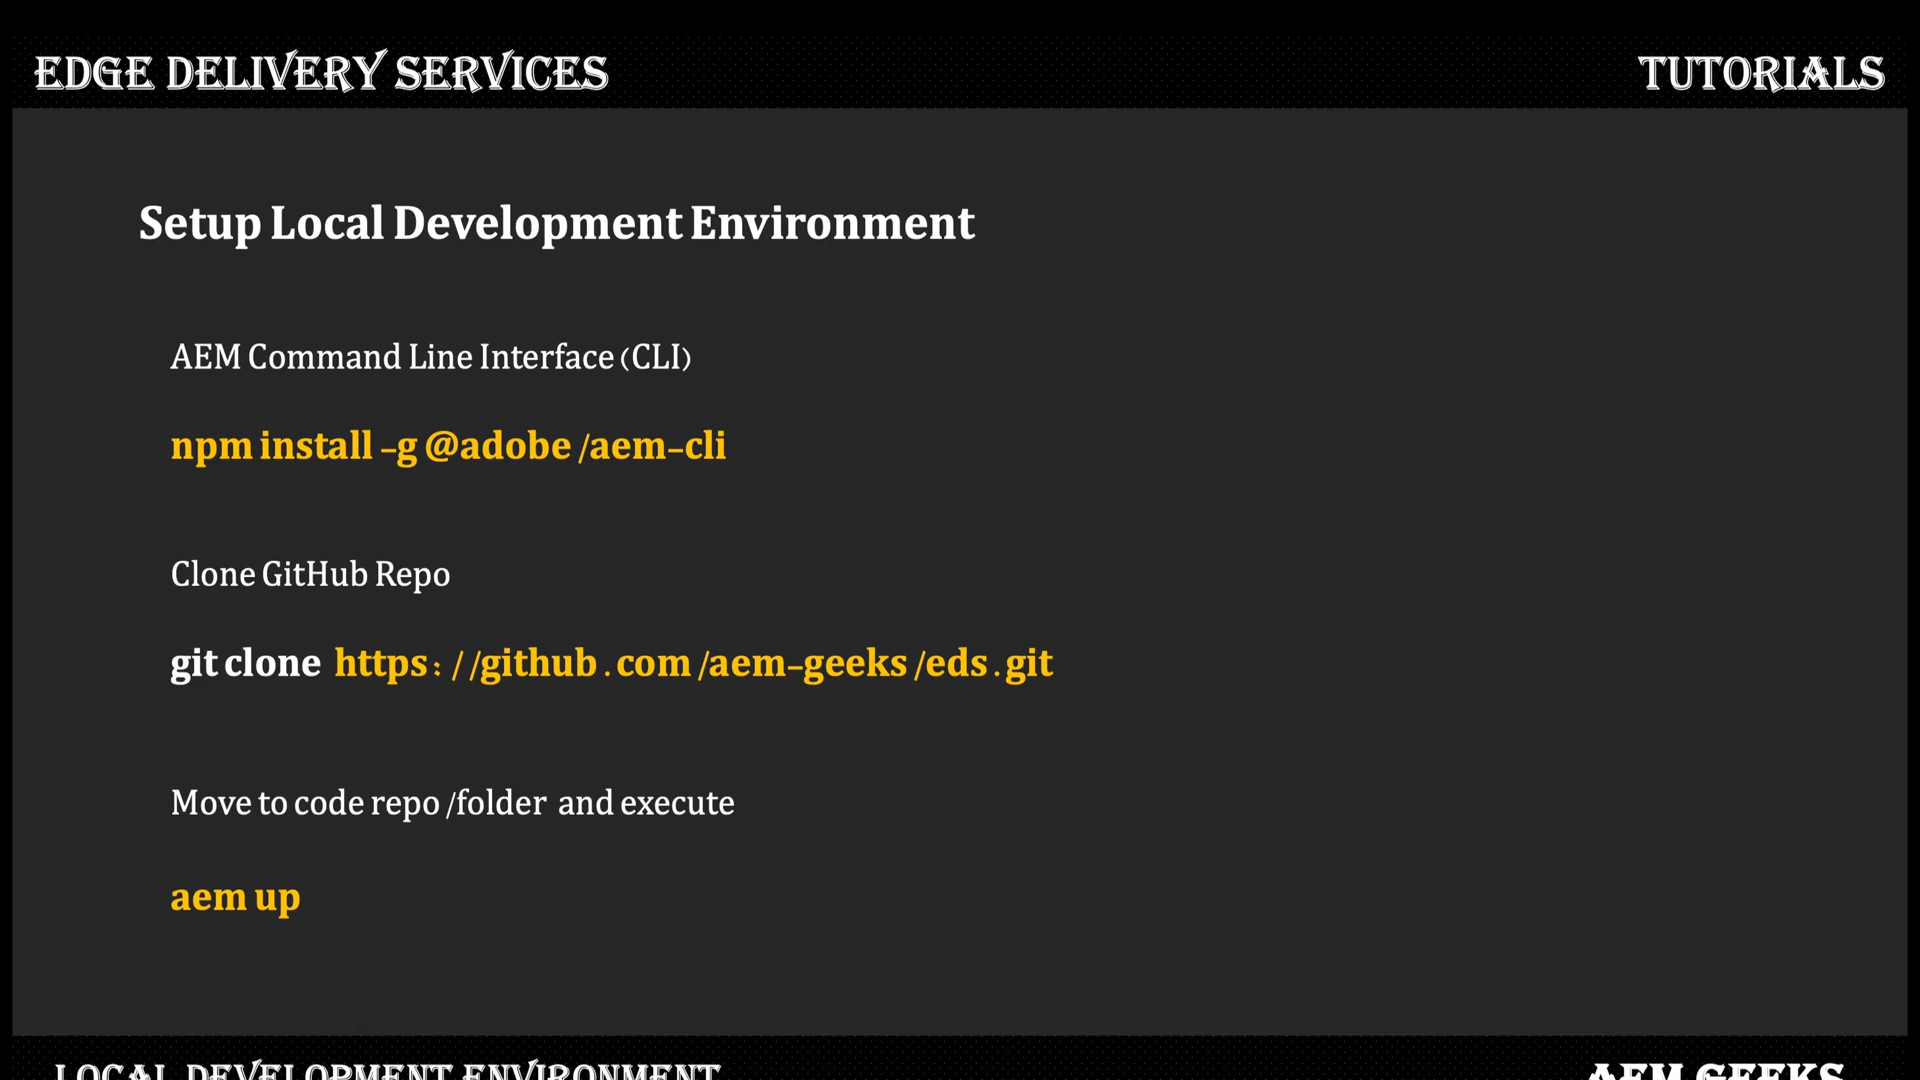 EDGE DELIVERY SERVICES
TUTORIALS
Setup Local Development Environment
AEM Command Line Interface (CLI)
npm install -g @adobe/aem-cli
Clone GitHub Repo
git clone https://github.com/aem-geeks/eds.git
Move to code repo/folder and execute
aem up
LOCAL DEVELOPMENT ENVIRONMENT
AEM GEEKS